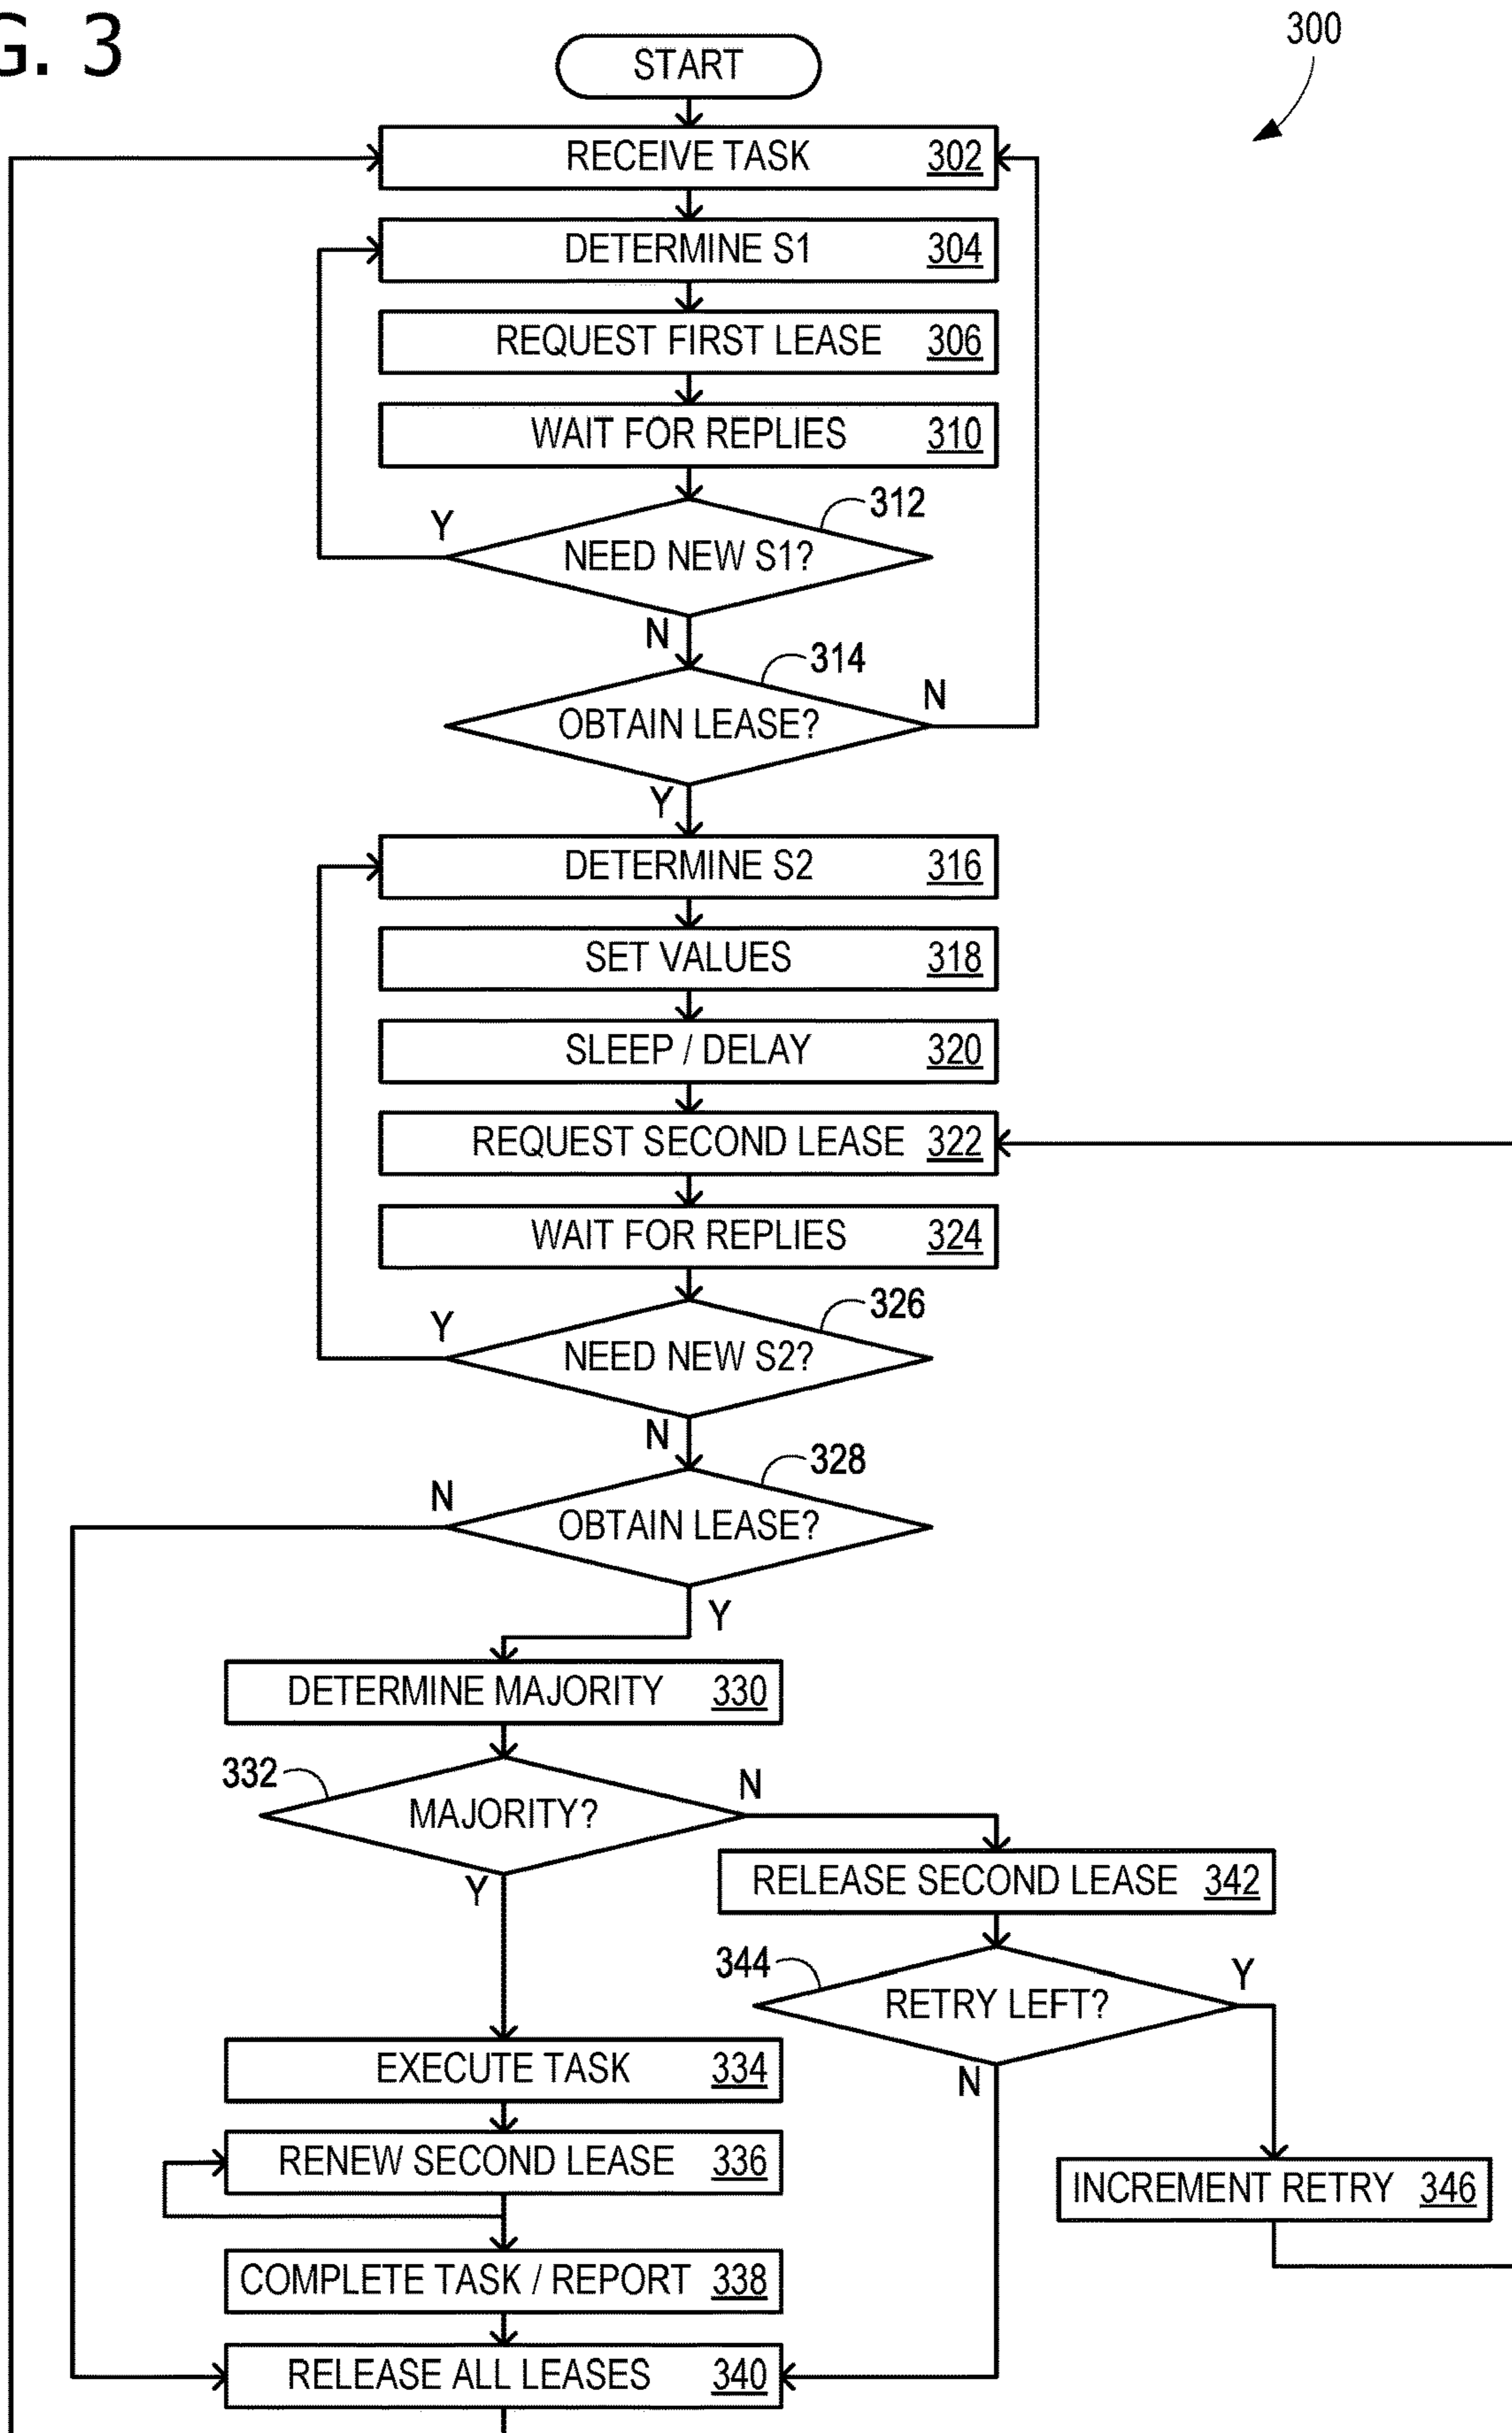 G. 3
300
START
RECEIVE TASK 302
DETERMINE S1 304
REQUEST FIRST LEASE 306
WAIT FOR REPLIES 310
312
Y
NEED NEW S1?
N
314
N
OBTAIN LEASE?
Y
DETERMINE S2 316
SET VALUES 318
SLEEP / DELAY 320
REQUEST SECOND LEASE 322
WAIT FOR REPLIES 324
326
Y
NEED NEW S2?
N
328
N
OBTAIN LEASE?
Y
DETERMINE MAJORITY 330
332
N
MAJORITY?
Y
RELEASE SECOND LEASE 342
344
Y
RETRY LEFT?
N
EXECUTE TASK 334
RENEW SECOND LEASE 336
INCREMENT RETRY 346
COMPLETE TASK / REPORT 338
RELEASE ALL LEASES 340